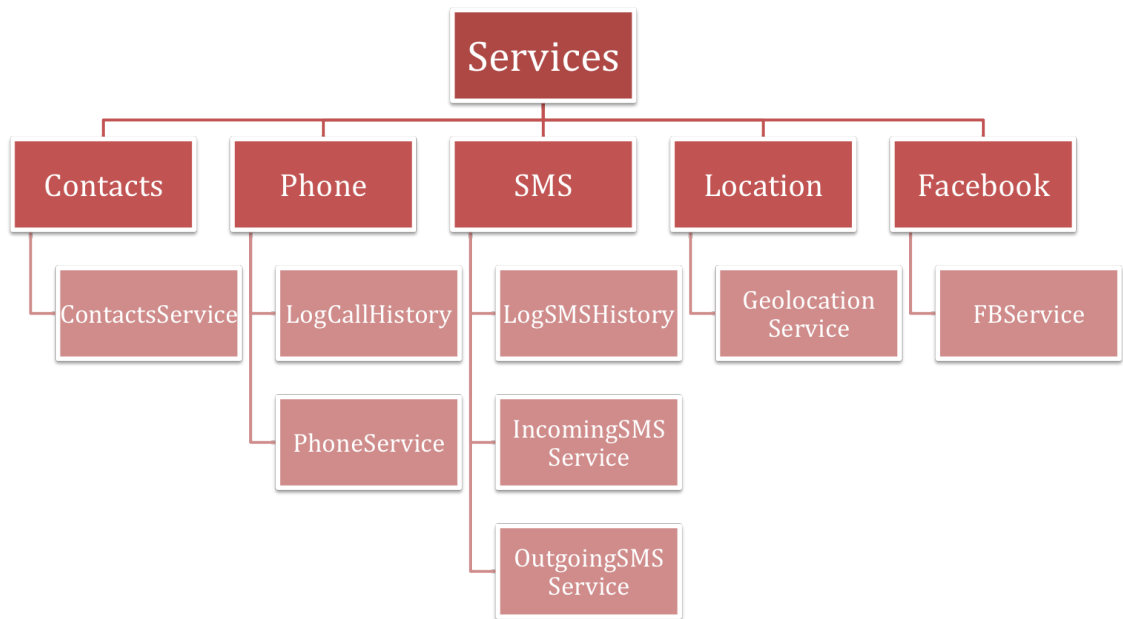 Services
Contacts
Phone
SMS
Location
Facebook
ContactsService
LogCallHistory
LogSMSHistory
Geolocation
Service
FBService
PhoneService
IncomingSMS
Service
OutgoingSMS
Service